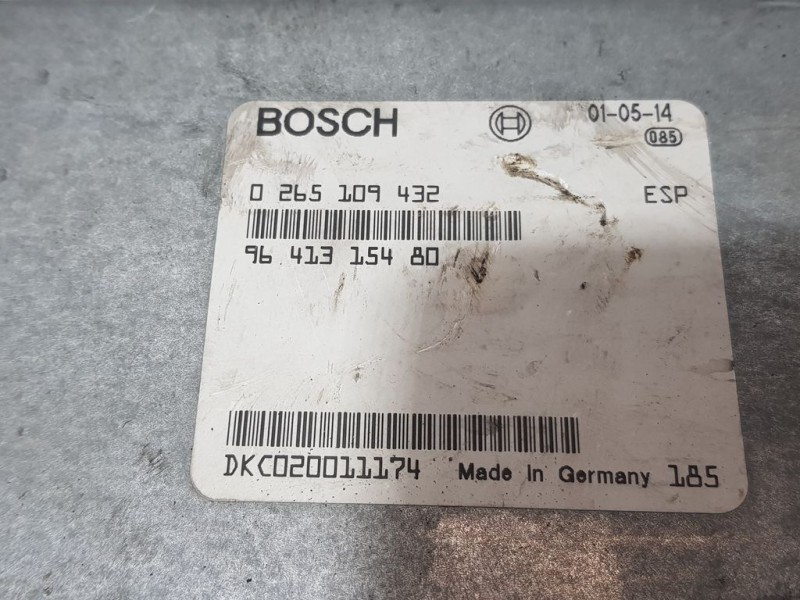 BOSCH 01-05-14
085
0 265 109 432 ESP
96 413 154 80
DKC020011174 Made in Germany 185